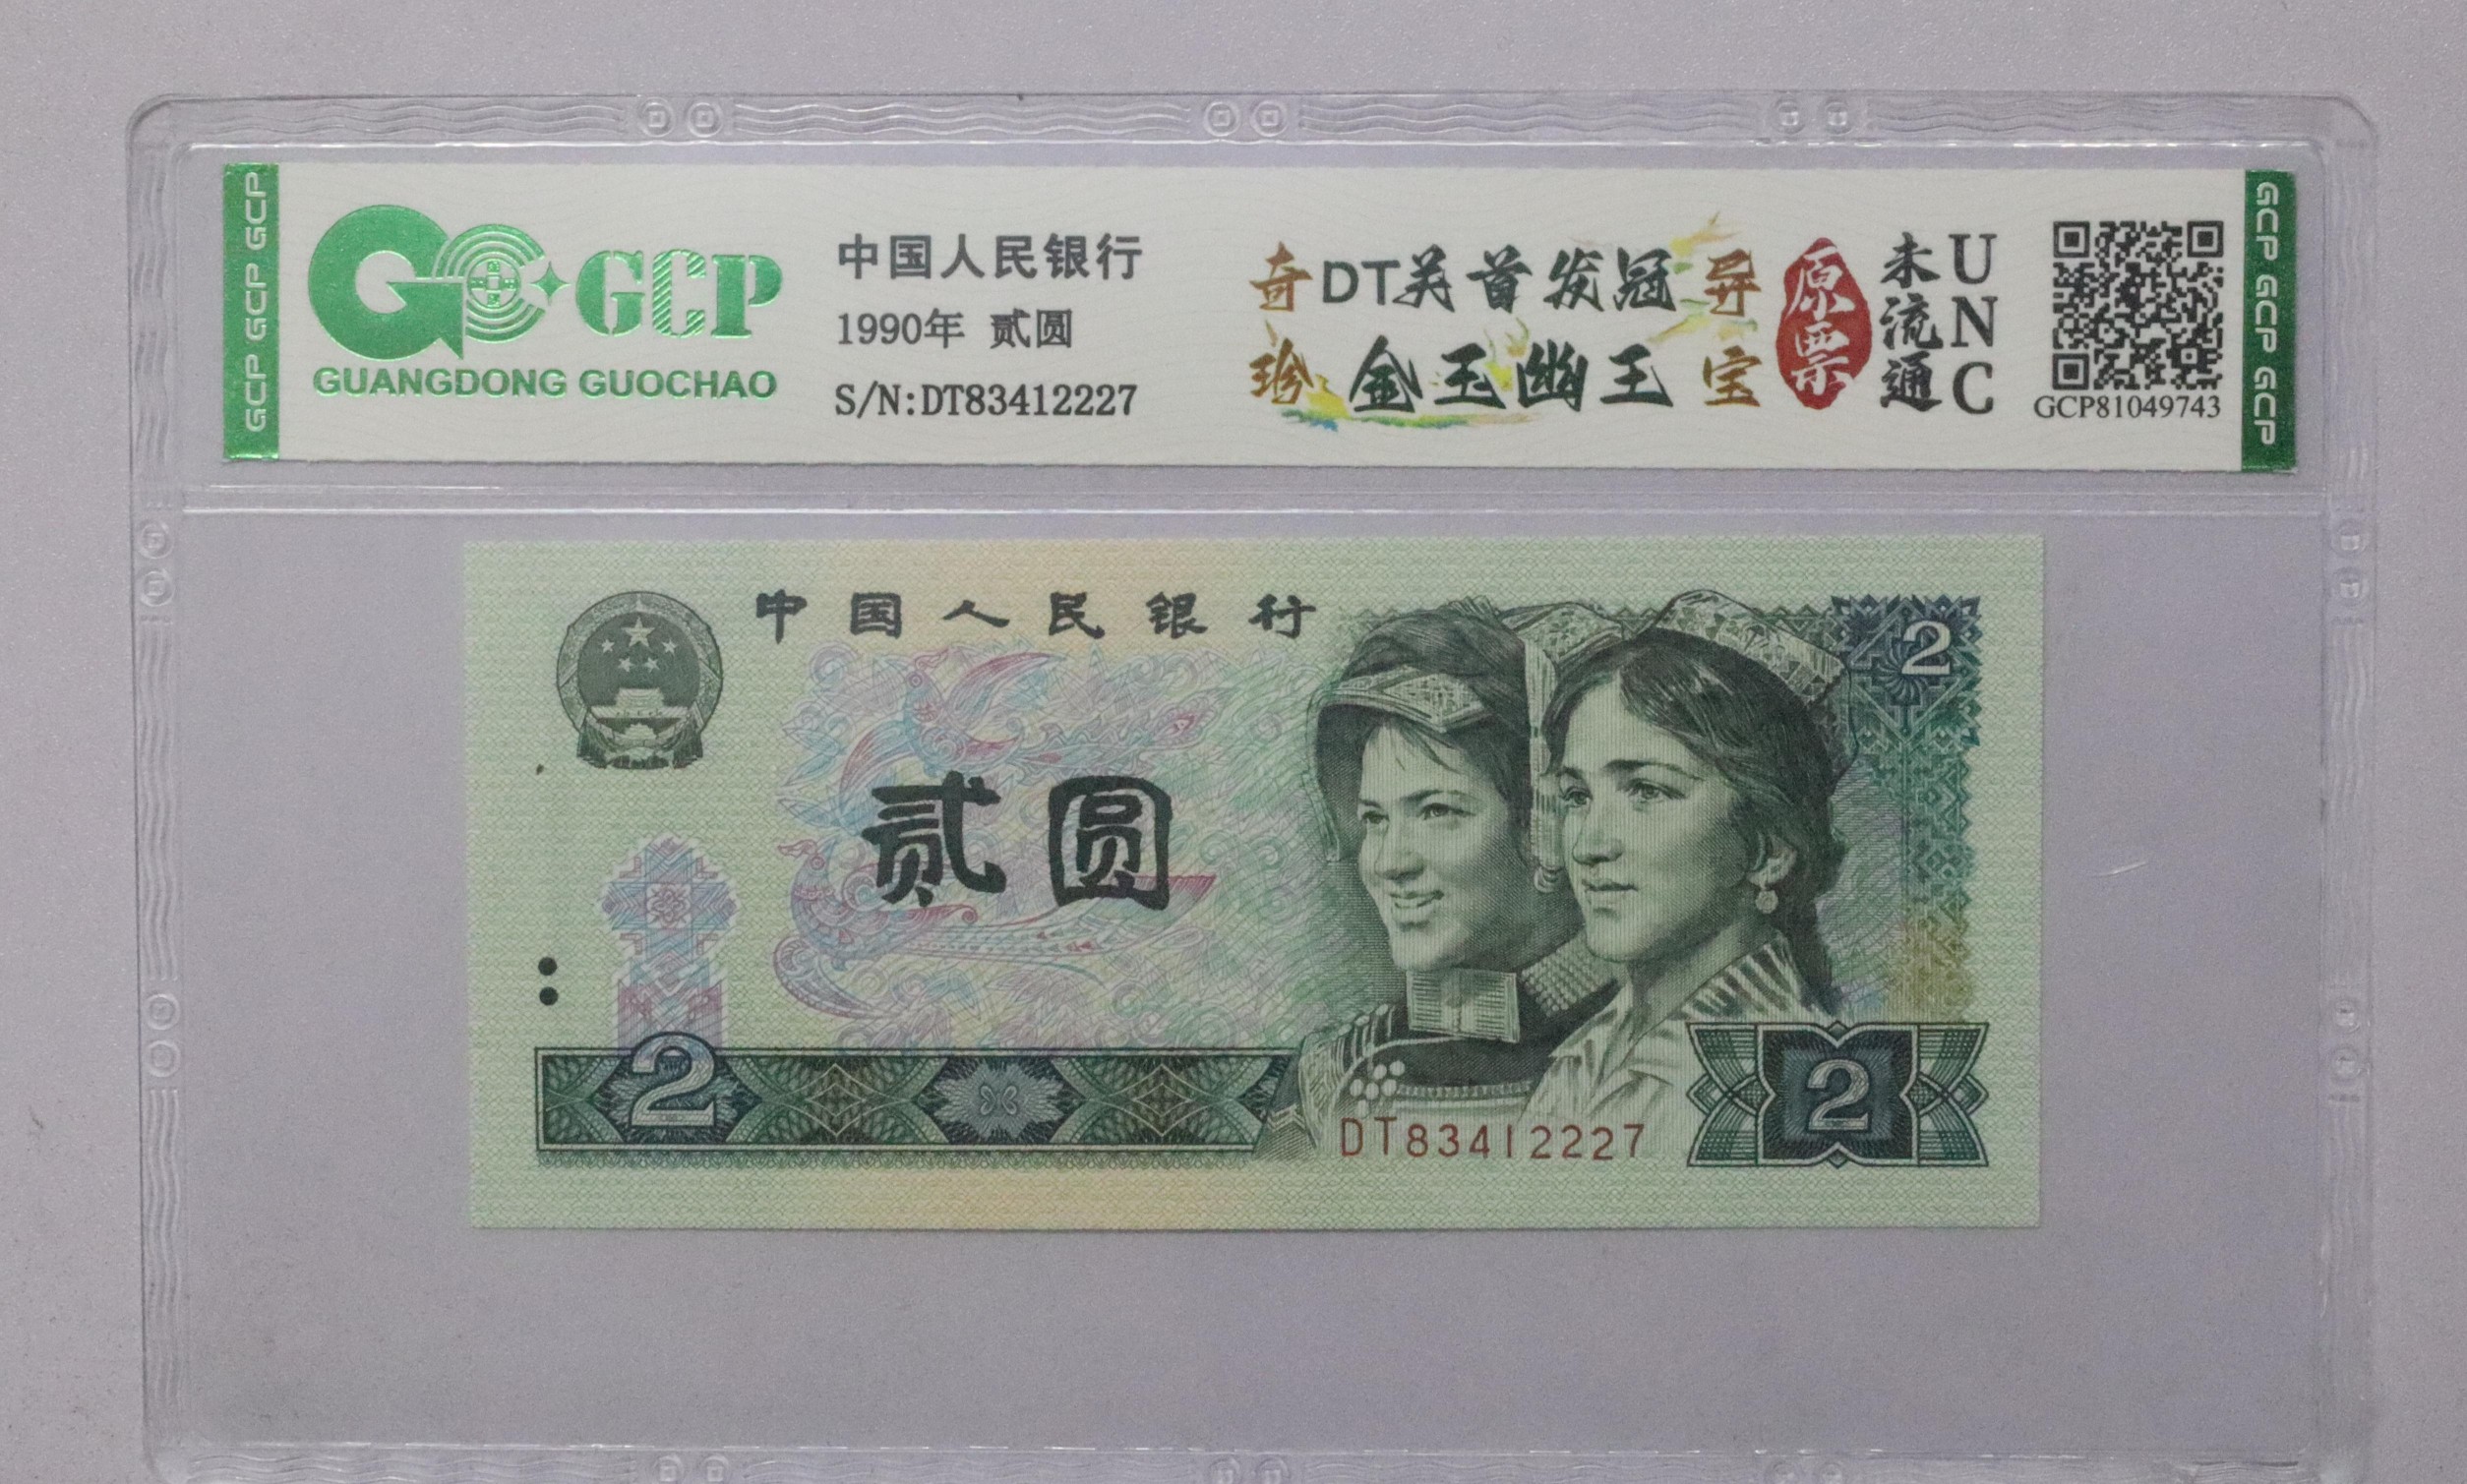 GCP GCP GCP
GCP
GUANGDONG GUOCHAO
中国人民银行
1990年 贰圆
S/N:DT83412227
奇DT关首发冠异
珍金玉幽王宝
原票
未流通
UNC
GCP81049743
GCP GCP GCP
中国人民银行
2
贰圆
2
DT83412227
2